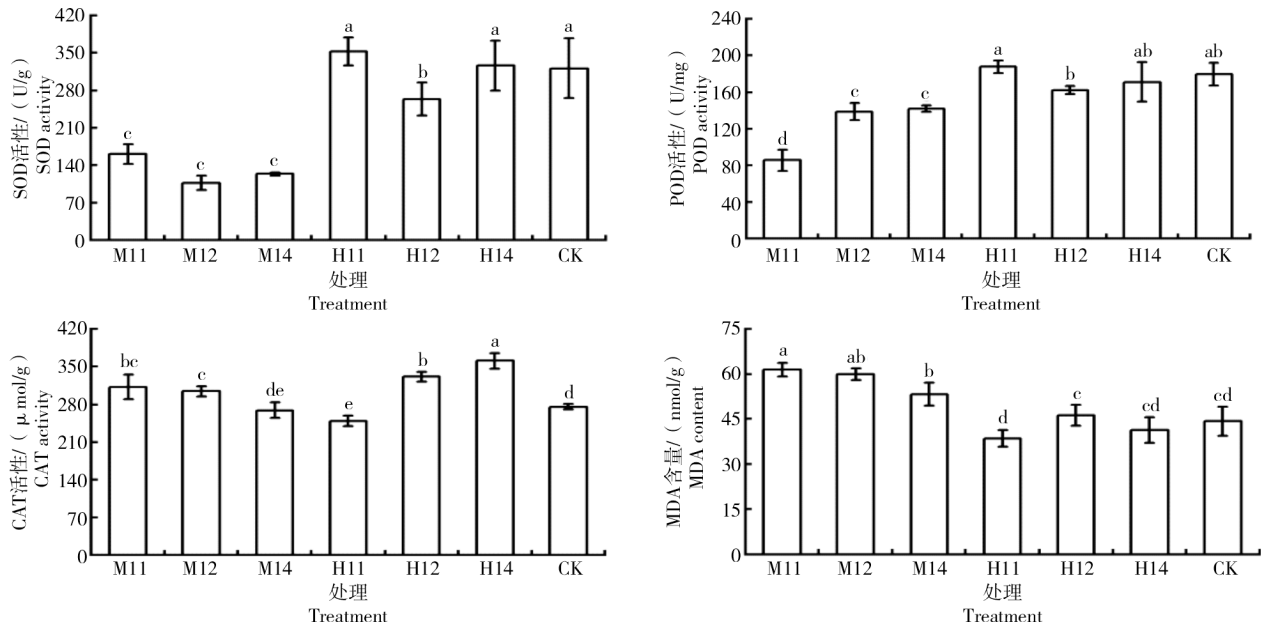 SOD活性/（U/g）
SOD activity
420
350
280
210
140
70
0
c
c
c
a
b
a
a
M11 M12 M14 H11 H12 H14 CK
处理
Treatment
POD活性/（U/mg）
POD activity
240
200
160
120
80
40
0
d
c
c
a
b
ab
ab
M11 M12 M14 H11 H12 H14 CK
处理
Treatment
CAT活性/（μmol/g）
CAT activity
420
350
280
210
140
70
0
bc
c
de
e
b
a
d
M11 M12 M14 H11 H12 H14 CK
处理
Treatment
MDA含量/（nmol/g）
MDA content
75
60
45
30
15
0
a
ab
b
d
c
cd
cd
M11 M12 M14 H11 H12 H14 CK
处理
Treatment